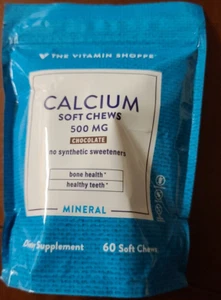 THE VITAMIN SHOPPE®
CALCIUM
SOFT CHEWS
500 MG
CHOCOLATE
no synthetic sweeteners
bone health*
healthy teeth*
MINERAL
Dietary Supplement 60 Soft Chews